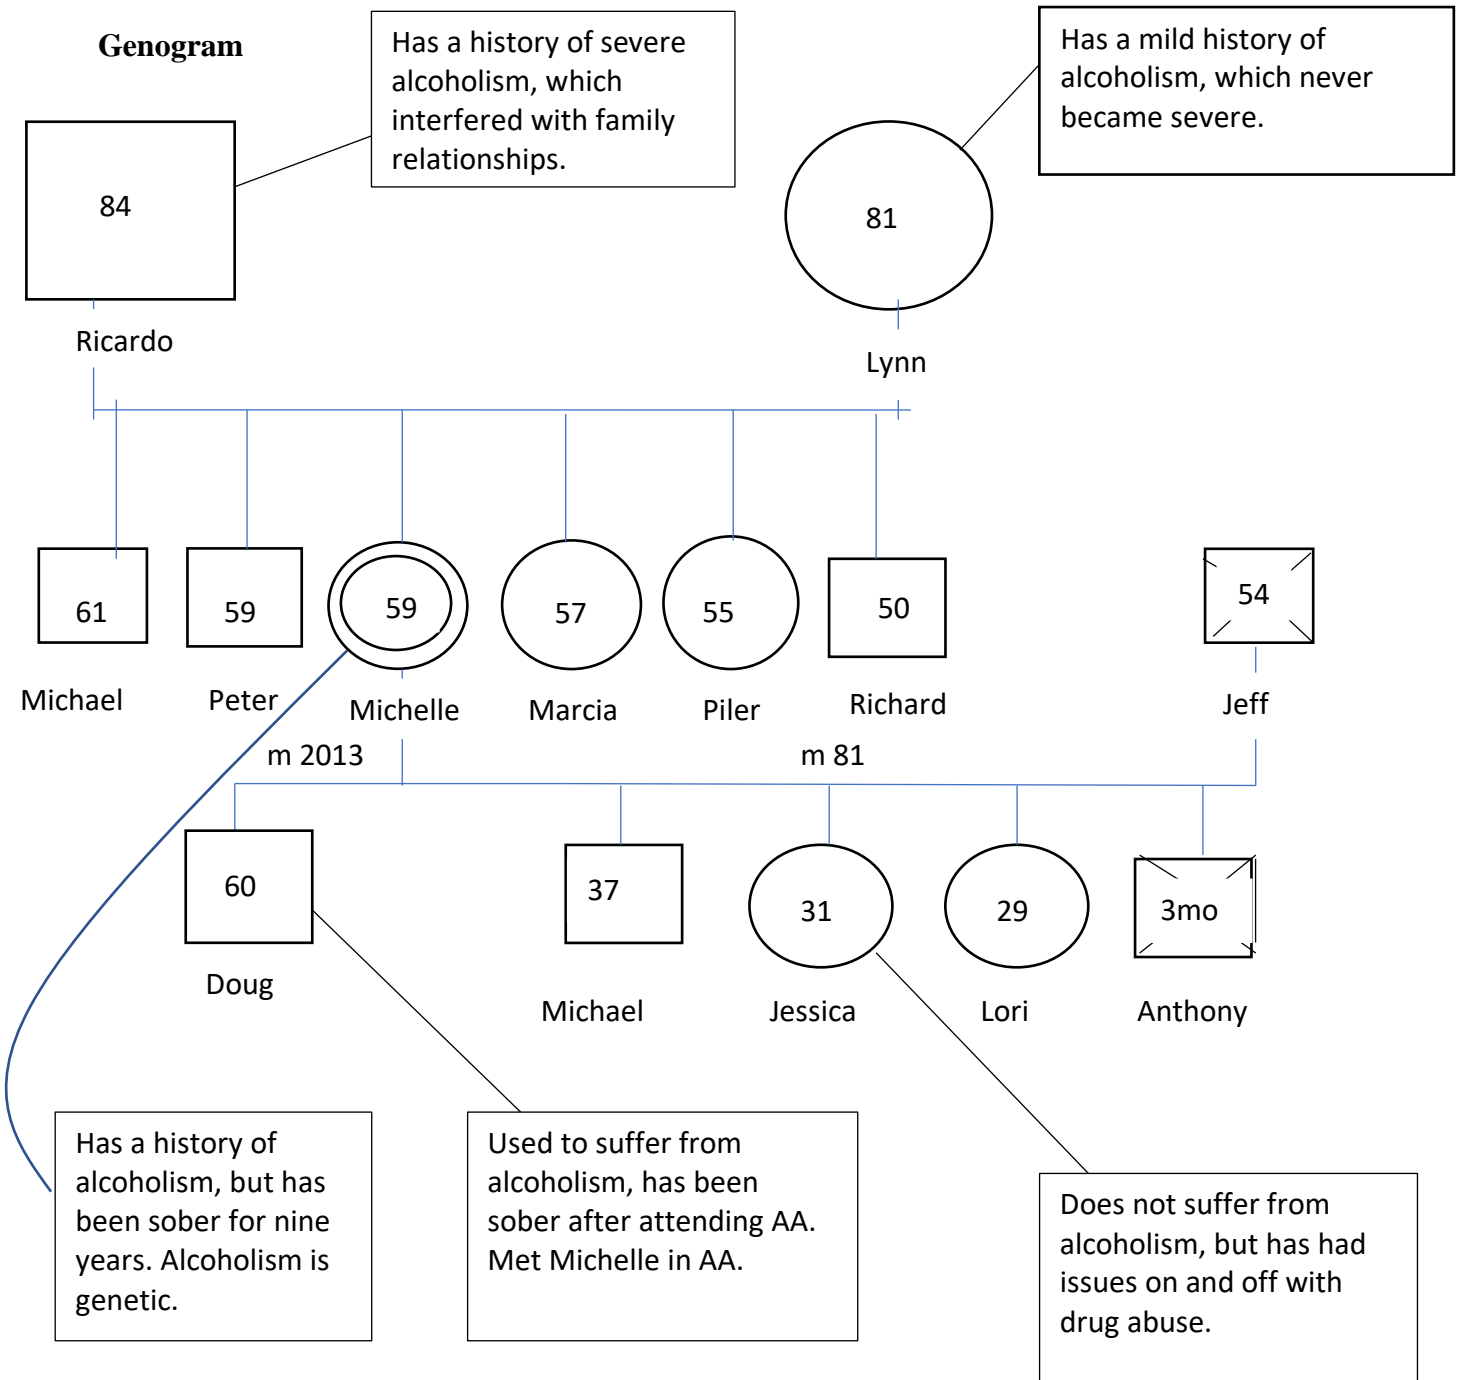 Genogram
Has a history of severe
alcoholism, which
interfered with family
relationships.
Has a mild history of
alcoholism, which never
became severe.
84
81
Ricardo
Lynn
61
59
59
57
55
50
54
Michael
Peter
Michelle
Marcia
Piler
Richard
Jeff
m 2013
m 81
60
37
31
29
3mo
Doug
Michael
Jessica
Lori
Anthony
Has a history of
alcoholism, but has
been sober for nine
years. Alcoholism is
genetic.
Used to suffer from
alcoholism, has been
sober after attending AA.
Met Michelle in AA.
Does not suffer from
alcoholism, but has had
issues on and off with
drug abuse.